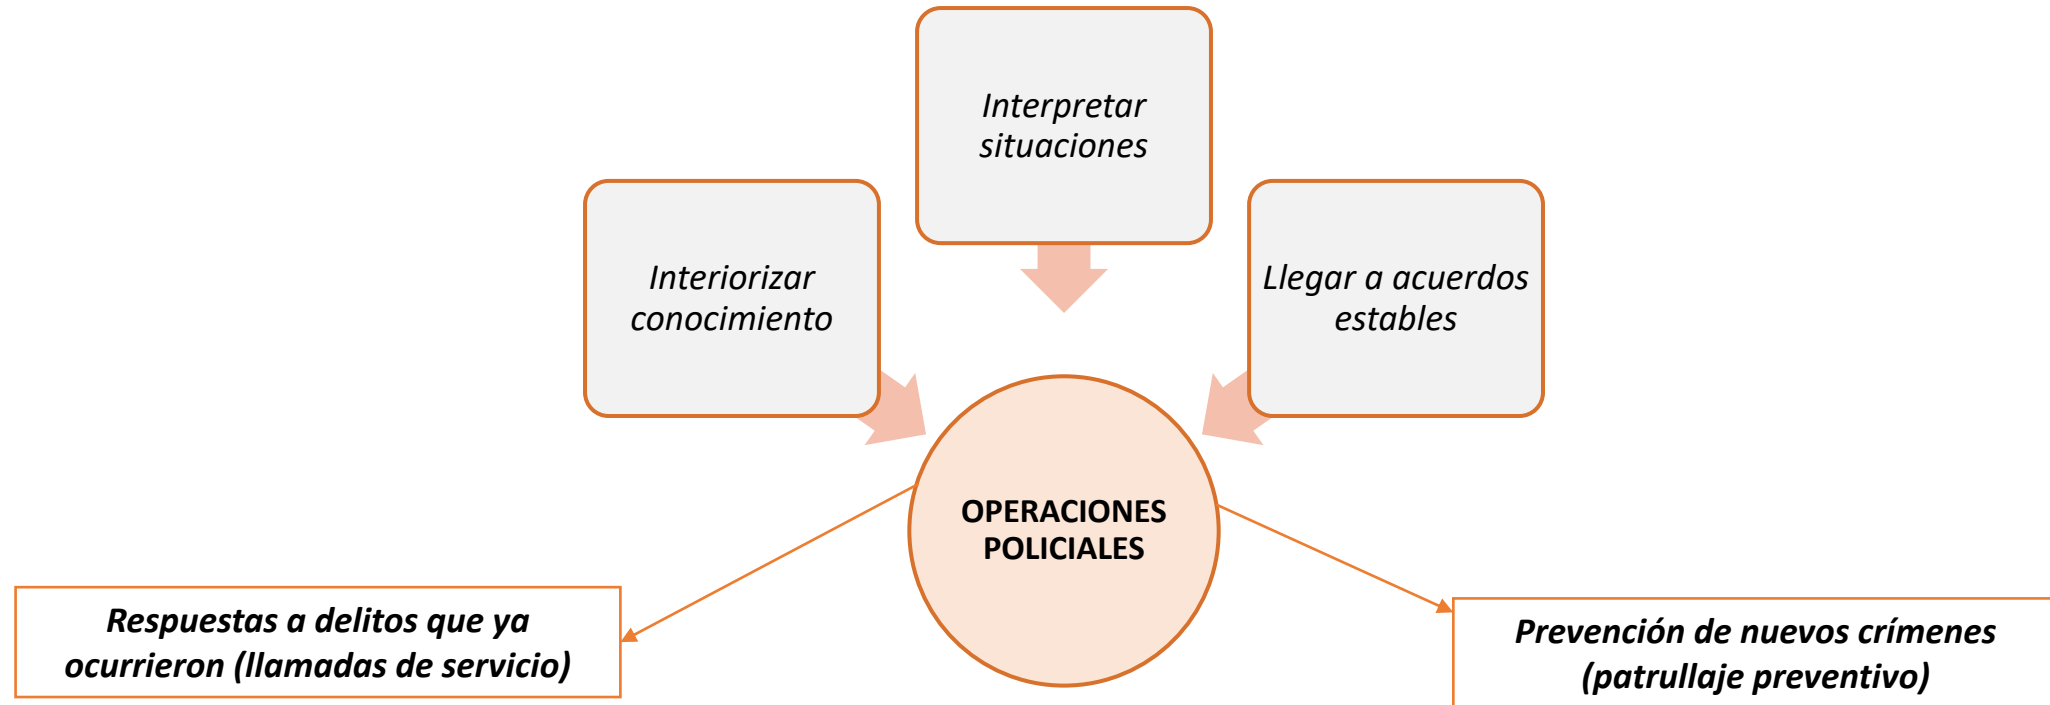 Interpretar
situaciones
Interiorizar
conocimiento
Llegar a acuerdos
estables
OPERACIONES
POLICIALES
Respuestas a delitos que ya
ocurrieron (llamadas de servicio)
Prevención de nuevos crímenes
(patrullaje preventivo)